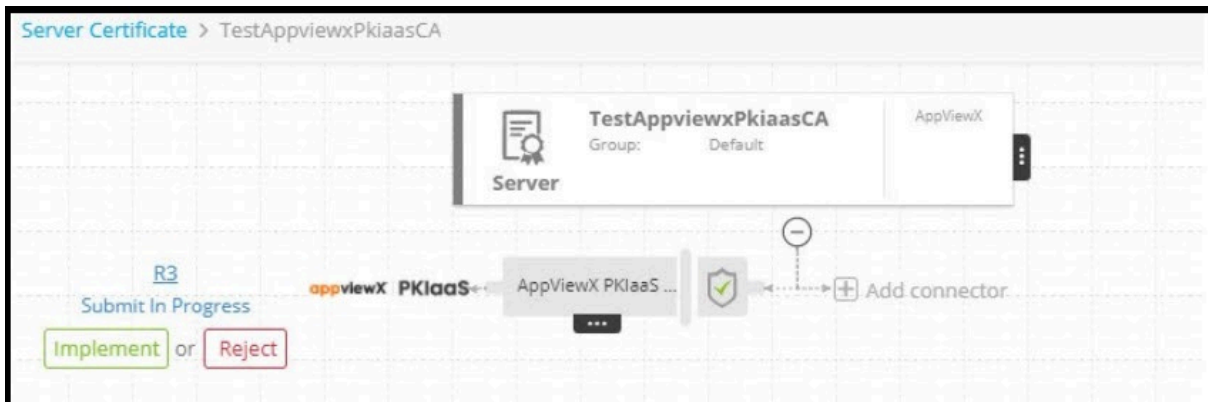 Server Certificate > TestAppviewxPkiaasCA
TestAppviewxPkiaasCA
AppViewX
Group: Default
Server
R3
Submit In Progress
Implement or Reject
appviewX PKIaaS
AppViewX PKIaaS ...
Add connector